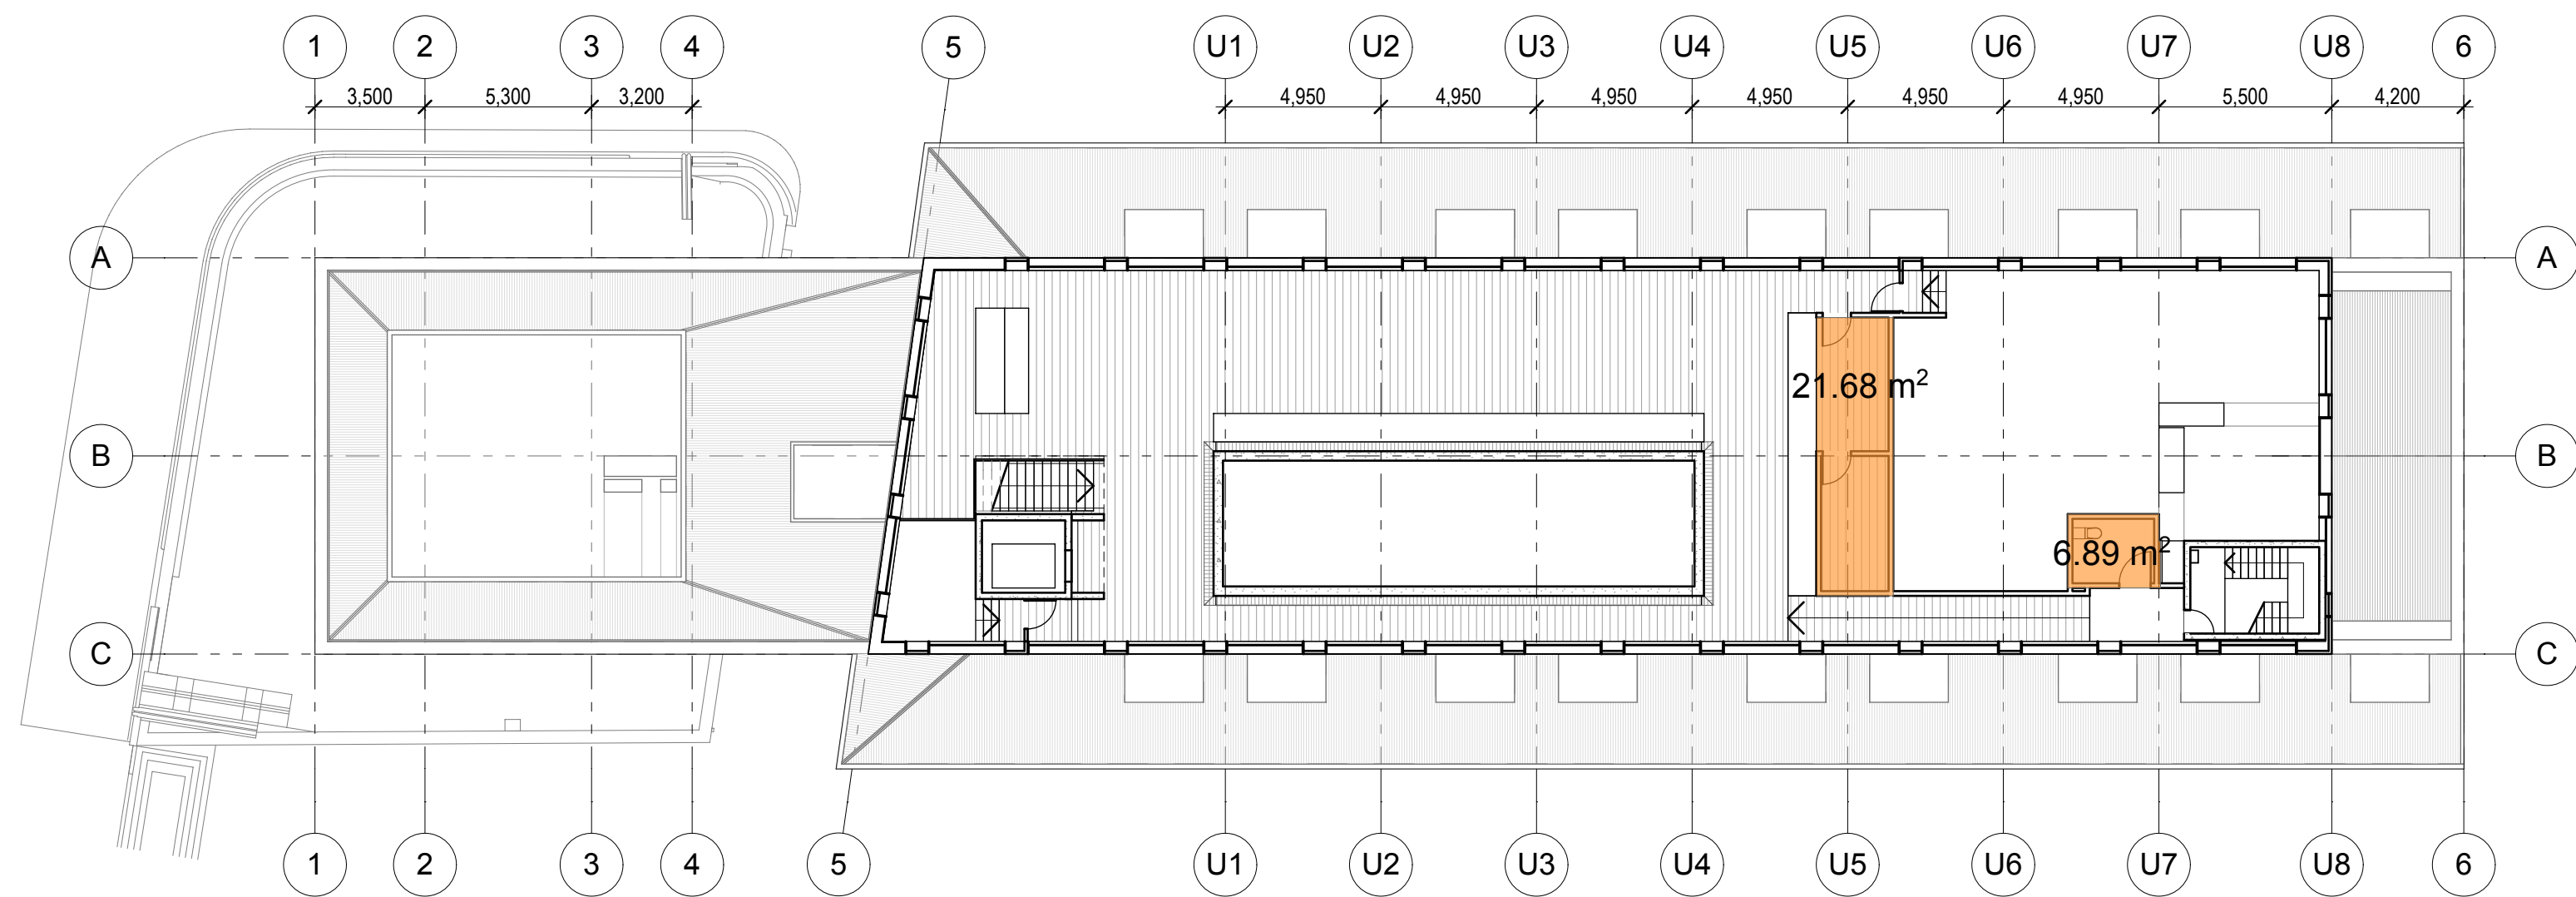 1 2 3 4 5 U1 U2 U3 U4 U5 U6 U7 U8 6
3,500 5,300 3,200 4,950 4,950 4,950 4,950 4,950 4,950 5,500 4,200
A A
21.68 m²
B B
6.89 m²
C C
1 2 3 4 5 U1 U2 U3 U4 U5 U6 U7 U8 6